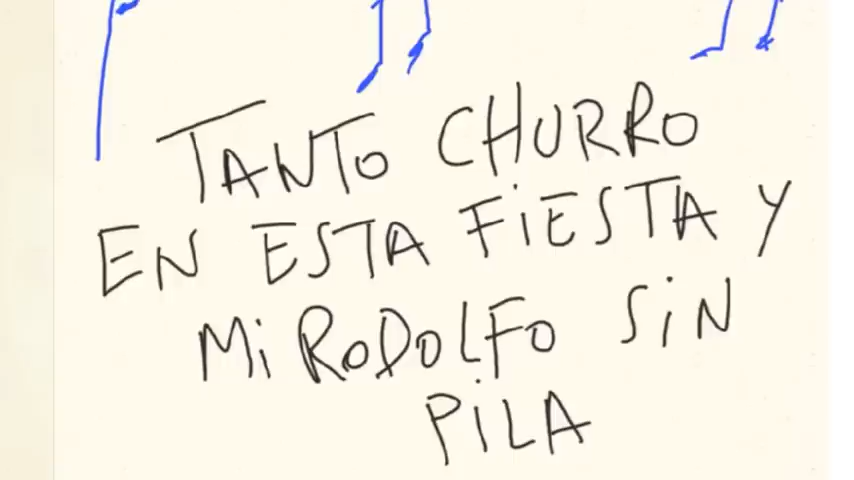 TANTO CHURRO
EN ESTA FIESTA Y
Mi RODOLFO SiN
PiLA